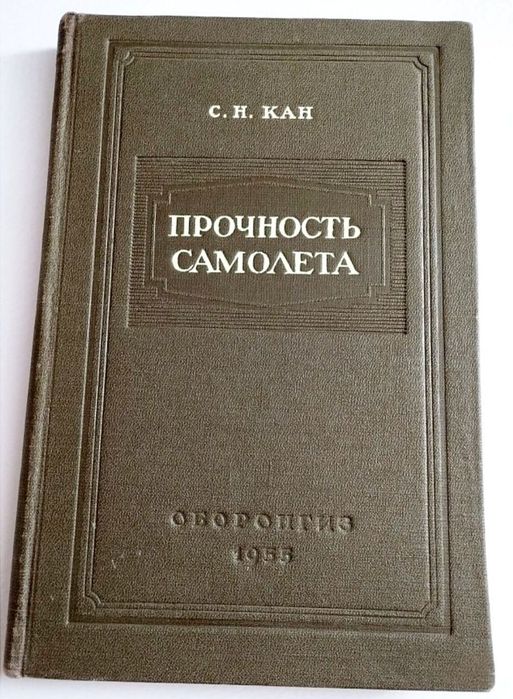 С. Н. КАН
ПРОЧНОСТЬ
САМОЛЕТА
ОБОРОНГИЗ
1955